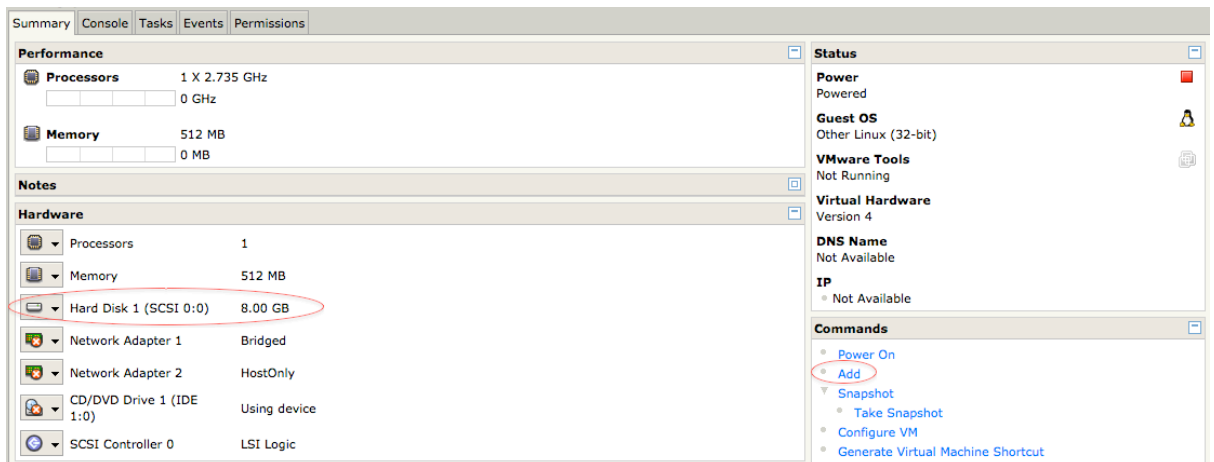 Summary Console Tasks Events Permissions
Performance
Processors 1 X 2.735 GHz
0 GHz
Memory 512 MB
0 MB
Notes
Hardware
Processors 1
Memory 512 MB
Hard Disk 1 (SCSI 0:0) 8.00 GB
Network Adapter 1 Bridged
Network Adapter 2 HostOnly
CD/DVD Drive 1 (IDE
1:0) Using device
SCSI Controller 0 LSI Logic
Status
Power
Powered
Guest OS
Other Linux (32-bit)
VMware Tools
Not Running
Virtual Hardware
Version 4
DNS Name
Not Available
IP
Not Available
Commands
Power On
Add
Snapshot
Take Snapshot
Configure VM
Generate Virtual Machine Shortcut